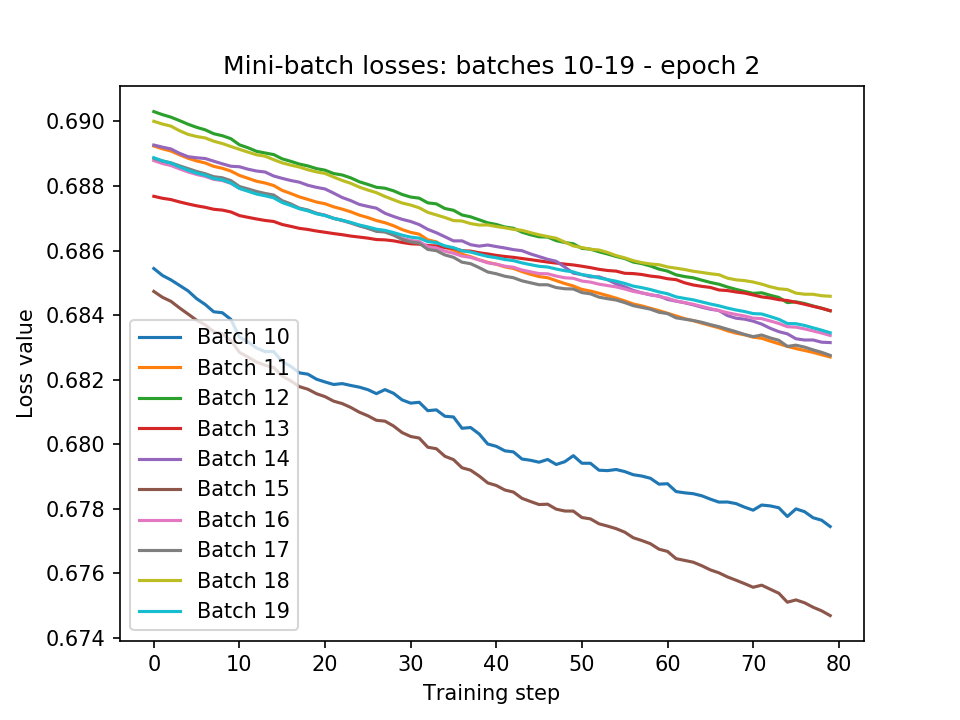 Mini-batch losses: batches 10-19 - epoch 2
Loss value
0.690
0.688
0.686
0.684
0.682
0.680
0.678
0.676
0.674
Batch 10
Batch 11
Batch 12
Batch 13
Batch 14
Batch 15
Batch 16
Batch 17
Batch 18
Batch 19
0 10 20 30 40 50 60 70 80
Training step